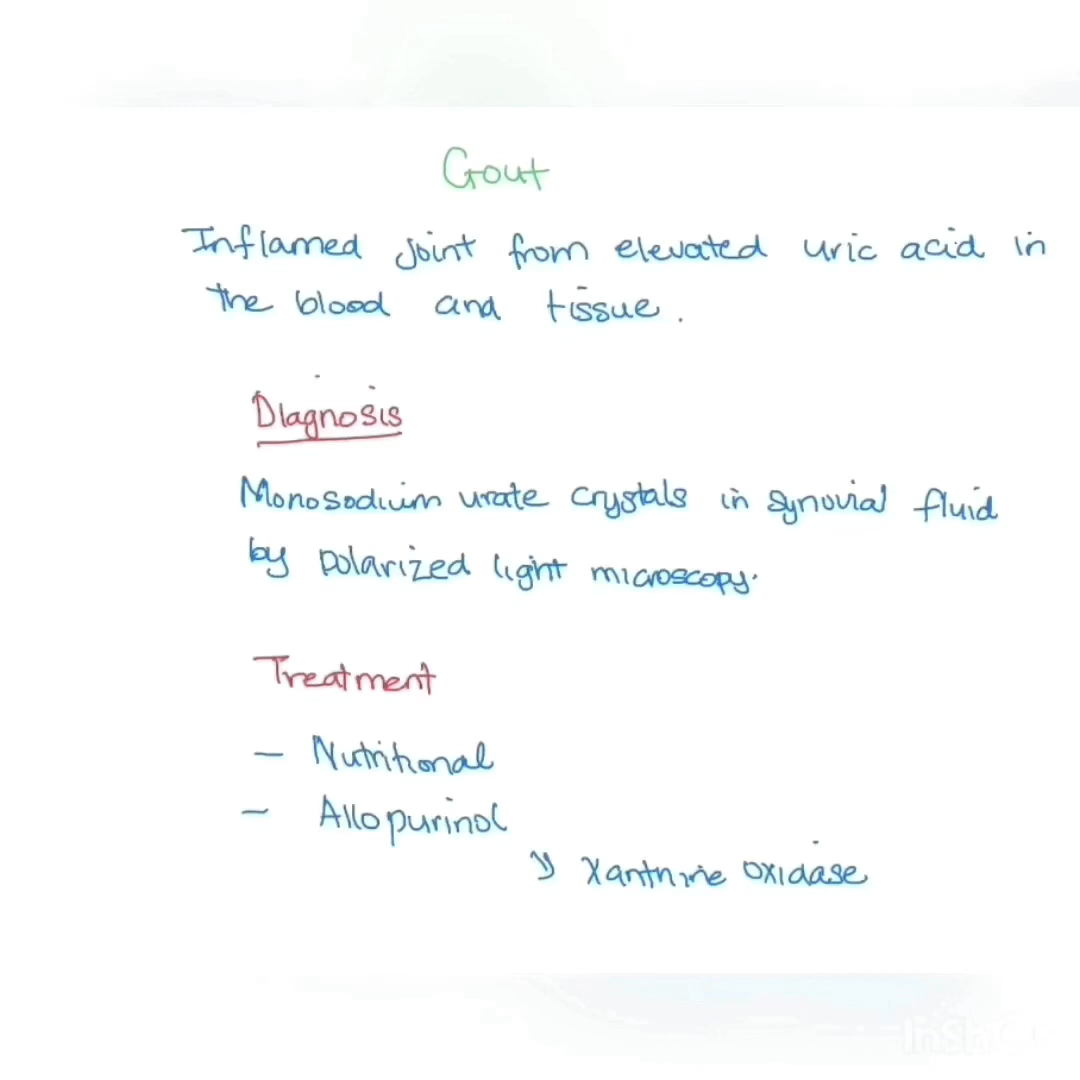 Gout
Inflamed joint from elevated uric acid in
the blood and tissue.
Diagnosis
Monosodium urate crystals in synovial fluid
by polarized light microscopy.
Treatment
- Nutritional
- Allopurinol
Xanthine oxidase